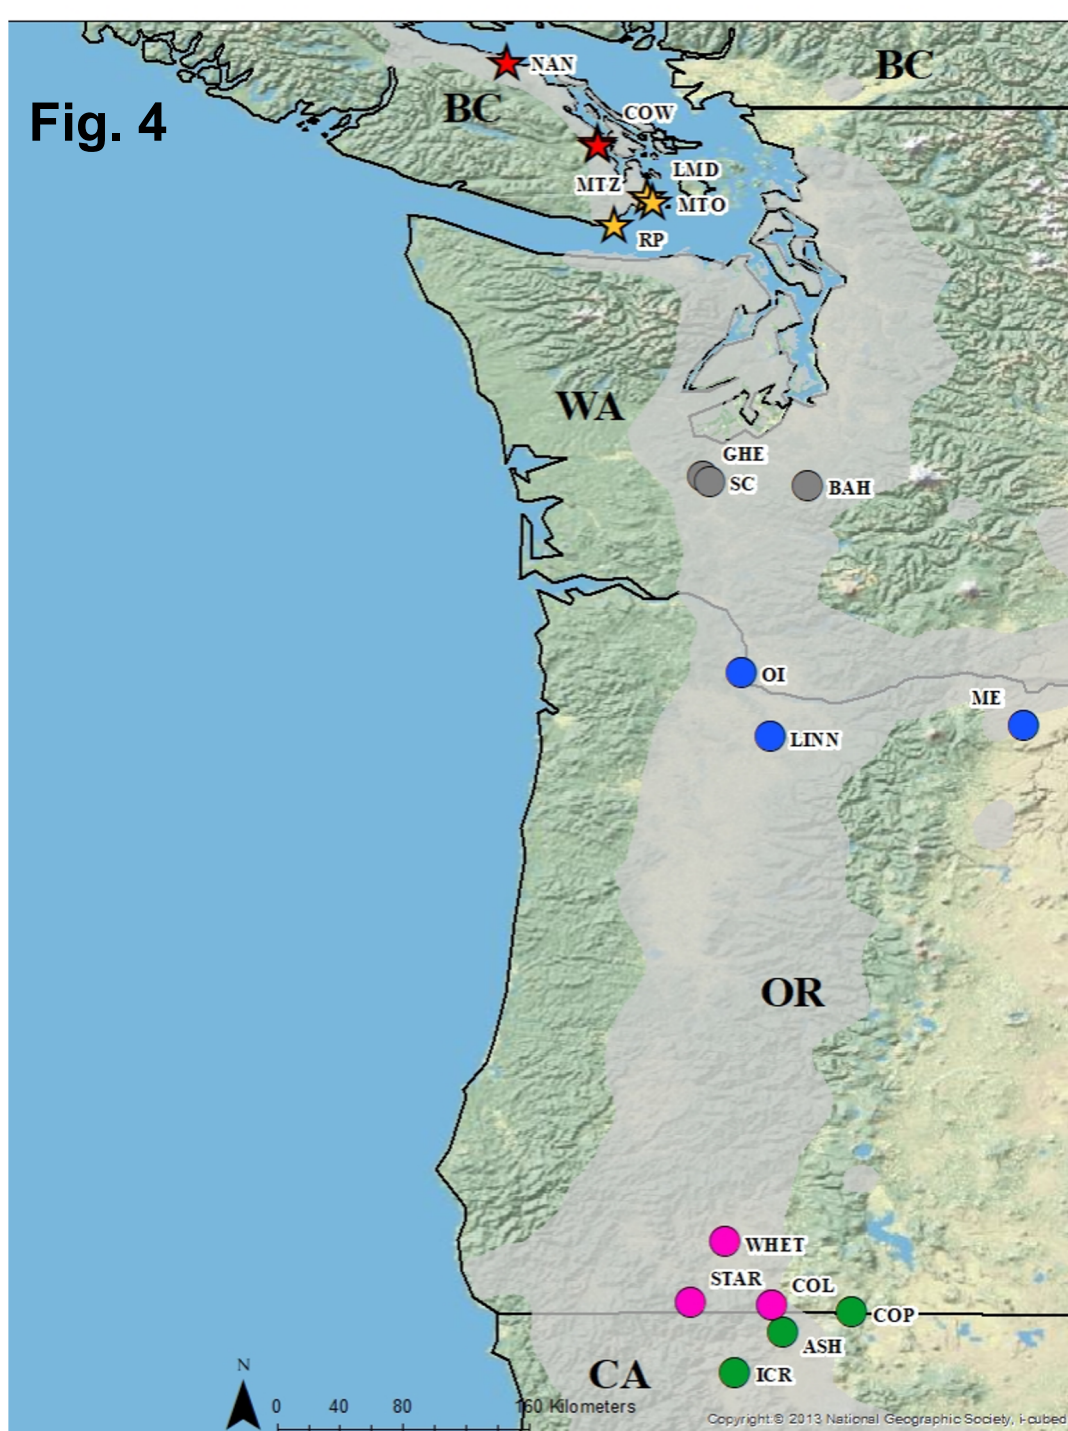 NAN
BC
BC
Fig. 4
COW
LMD
MTZ
MTO
RP
WA
GHE
SC
BAH
OI
ME
LINN
OR
WHET
STAR
COL
COP
ASH
CA
ICR
N
0 40 80 160 Kilometers
Copyright:© 2013 National Geographic Society, i-cubed